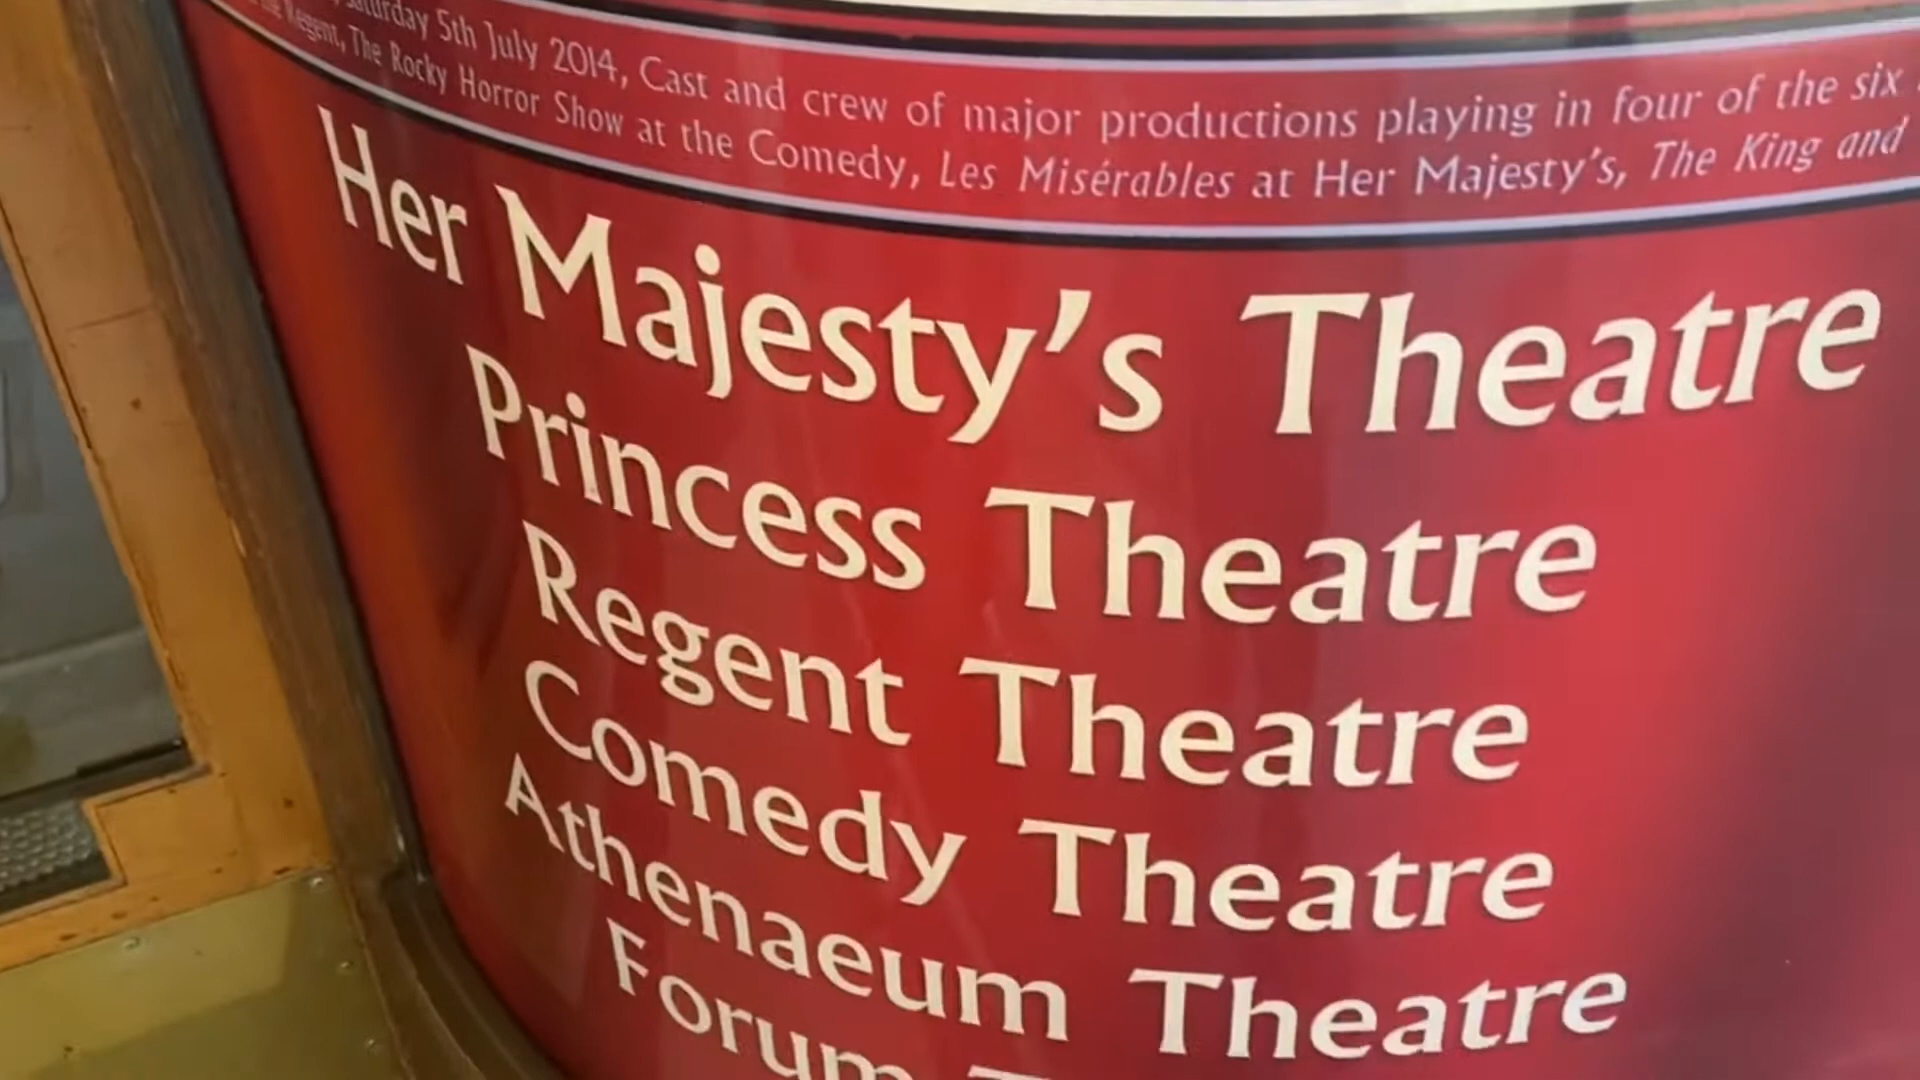 Saturday 5th July 2014, Cast and crew of major productions playing in four of the six
Regent, The Rocky Horror Show at the Comedy, Les Misérables at Her Majesty's, The King and
Her Majesty's Theatre
Princess Theatre
Regent Theatre
Comedy Theatre
Athenaeum Theatre
Forum